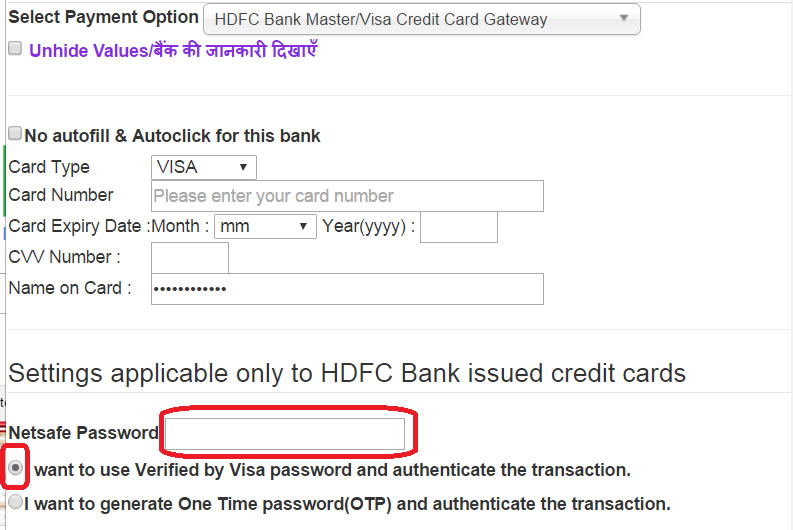 Select Payment Option HDFC Bank Master/Visa Credit Card Gateway
Unhide Values/बैंक की जानकारी दिखाएँ
No autofill & Autoclick for this bank
Card Type VISA
Card Number Please enter your card number
Card Expiry Date :Month : mm Year(yyyy) :
CVV Number :
Name on Card : ••••••••••••
Settings applicable only to HDFC Bank issued credit cards
Netsafe Password
I want to use Verified by Visa password and authenticate the transaction.
I want to generate One Time password(OTP) and authenticate the transaction.